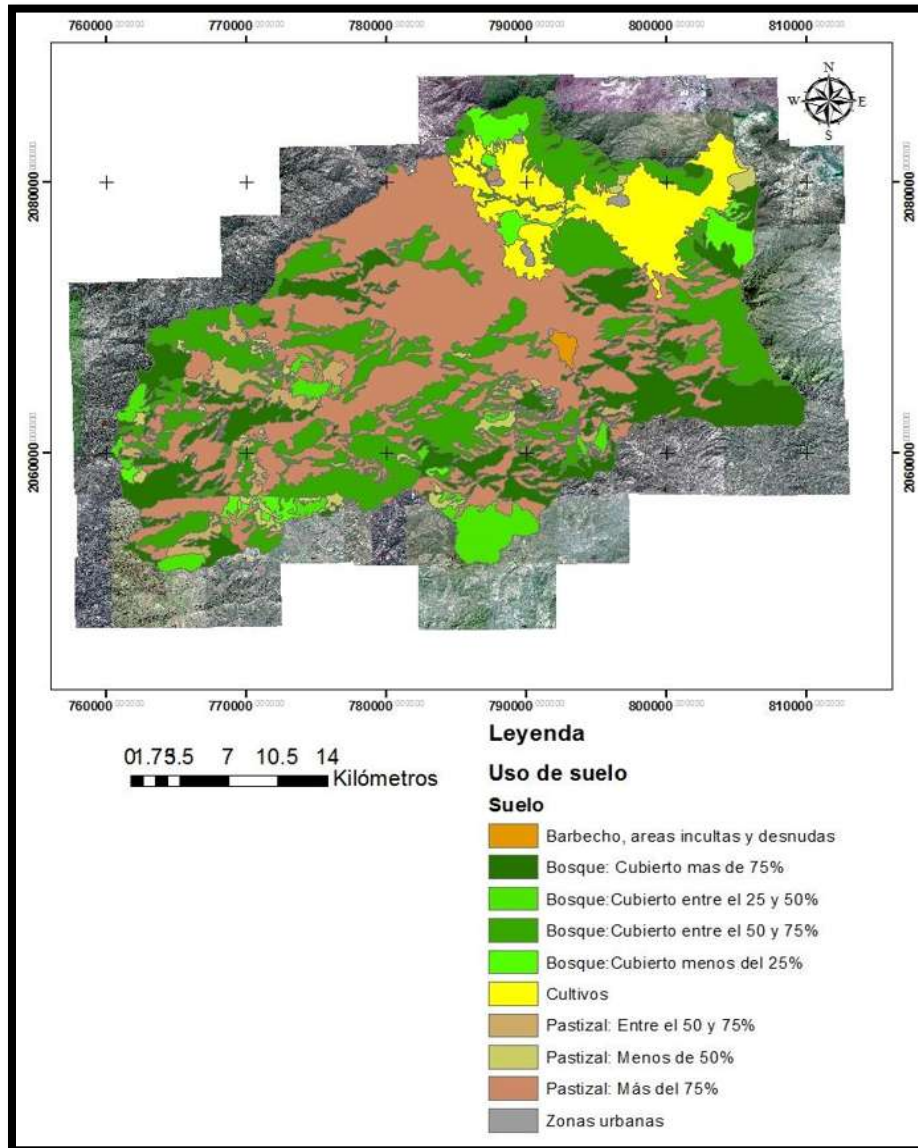 760000 770000 780000 790000 800000 810000
N
W E
S
2080000 2080000
2060000 2060000
760000 770000 780000 790000 800000 810000
Leyenda
Uso de suelo
Suelo
Barbecho, areas incultas y desnudas
Bosque: Cubierto mas de 75%
Bosque:Cubierto entre el 25 y 50%
Bosque:Cubierto entre el 50 y 75%
Bosque:Cubierto menos del 25%
Cultivos
Pastizal: Entre el 50 y 75%
Pastizal: Menos de 50%
Pastizal: Más del 75%
Zonas urbanas
7 10.5 14
Kilómetros